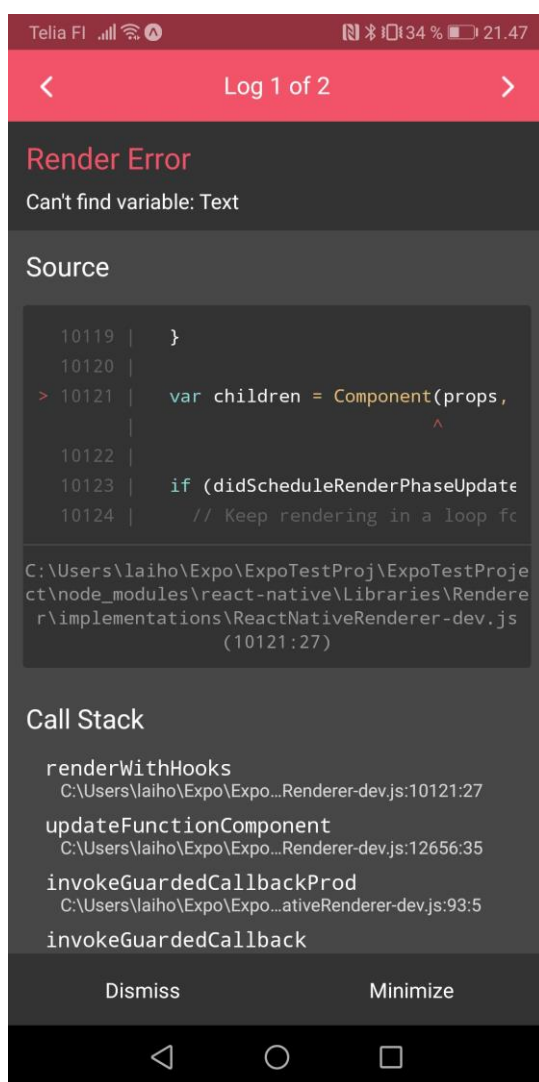 Telia FI 34 % 21.47
Log 1 of 2
Render Error
Can't find variable: Text
Source
10119 | }
10120 |
> 10121 | var children = Component(props,
| ^
10122 |
10123 | if (didScheduleRenderPhaseUpdate
10124 | // Keep rendering in a loop fo
C:\Users\laiho\Expo\ExpoTestProj\ExpoTestProje
ct\node_modules\react-native\Libraries\Rendere
r\implementations\ReactNativeRenderer-dev.js
(10121:27)
Call Stack
renderWithHooks
C:\Users\laiho\Expo\Expo...Renderer-dev.js:10121:27
updateFunctionComponent
C:\Users\laiho\Expo\Expo...Renderer-dev.js:12656:35
invokeGuardedCallbackProd
C:\Users\laiho\Expo\Expo...ativeRenderer-dev.js:93:5
invokeGuardedCallback
Dismiss Minimize